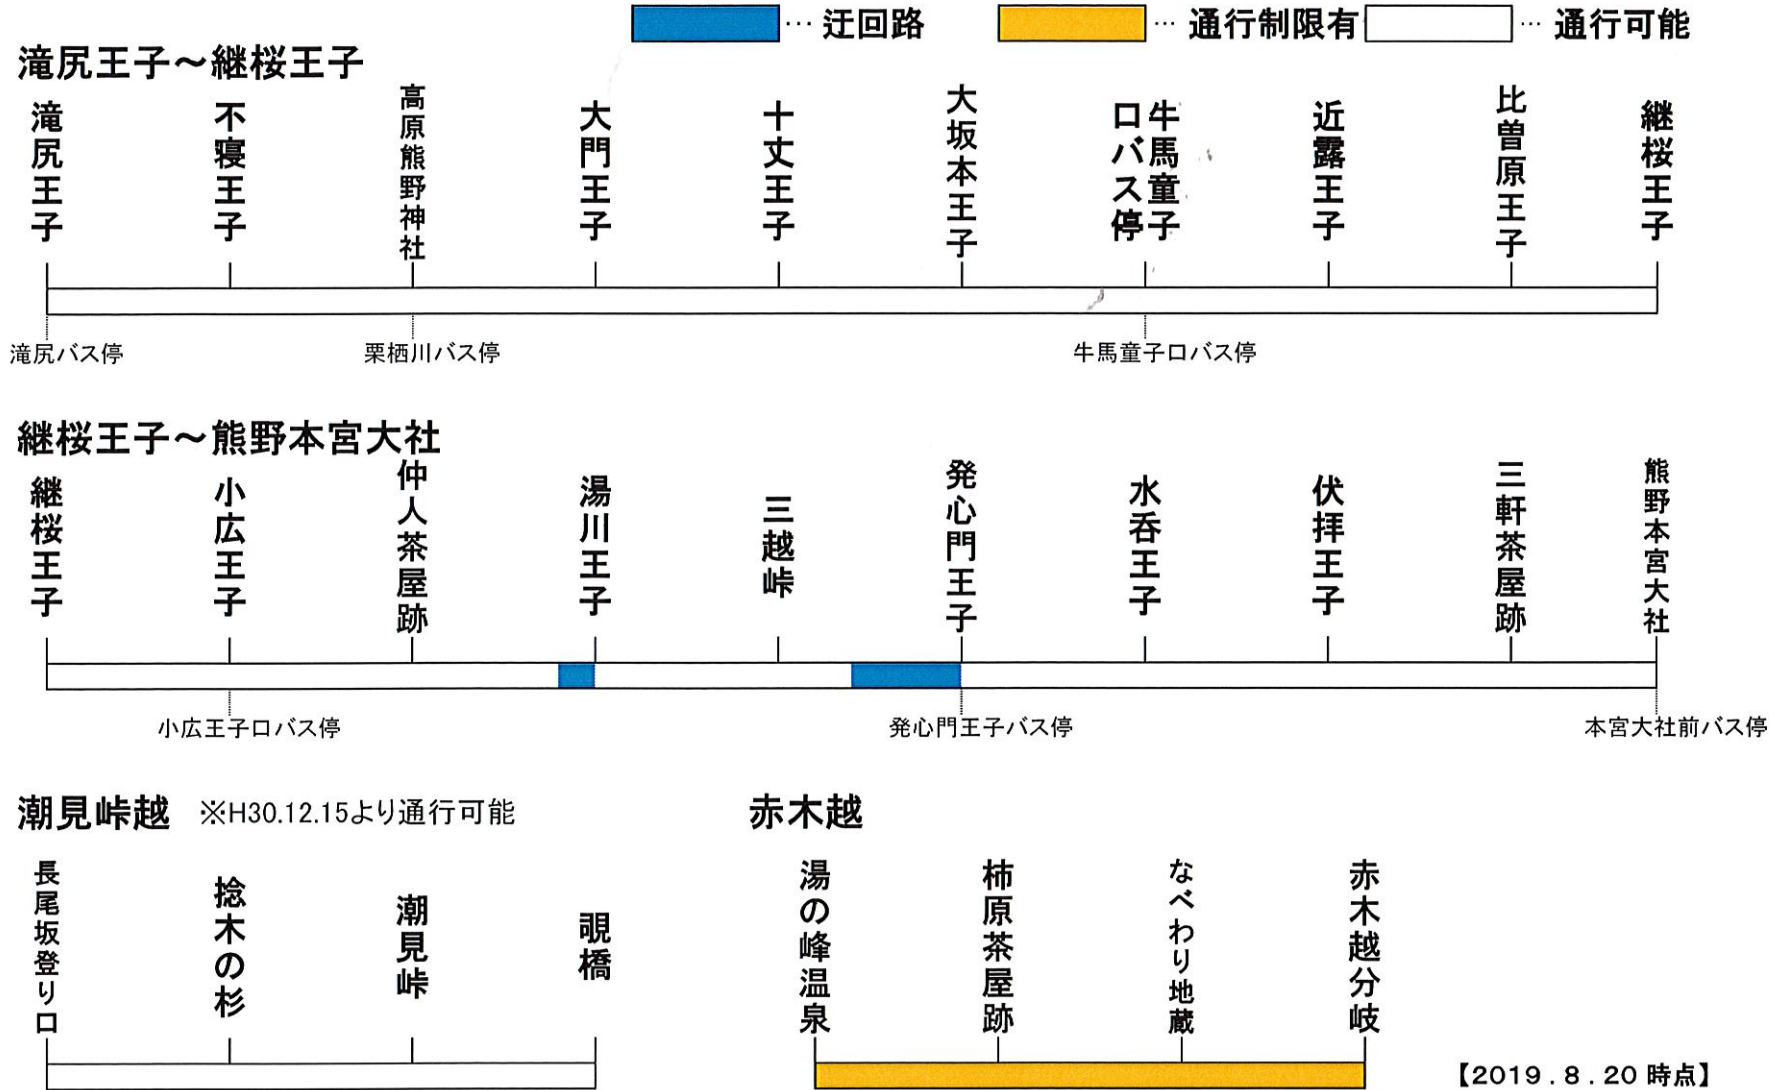 … 迂回路
… 通行制限有
… 通行可能
滝尻王子～継桜王子
滝尻王子
不寝王子
高原熊野神社
大門王子
十丈王子
大坂本王子
牛馬童子
口バス停
近露王子
比曽原王子
継桜王子
滝尻バス停
栗栖川バス停
牛馬童子口バス停
継桜王子～熊野本宮大社
継桜王子
小広王子
仲人茶屋跡
湯川王子
三越峠
発心門王子
水呑王子
伏拝王子
三軒茶屋跡
熊野本宮大社
小広王子口バス停
発心門王子バス停
本宮大社前バス停
潮見峠越 ※H30.12.15より通行可能
長尾坂登り口
捻木の杉
潮見峠
覗橋
赤木越
湯の峰温泉
柿原茶屋跡
なべわり地蔵
赤木越分岐
【2019.8.20時点】